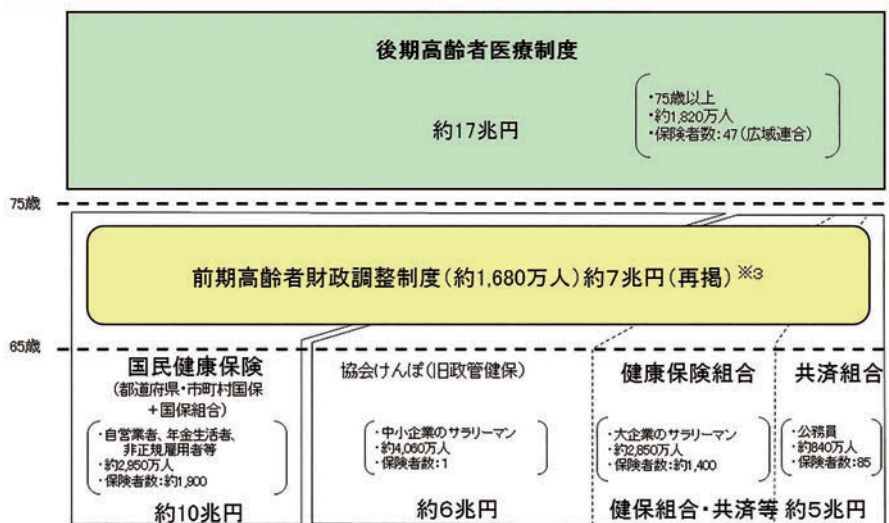 後期高齢者医療制度
約17兆円
・75歳以上
・約1,820万人
・保険者数:47(広域連合)
75歳
前期高齢者財政調整制度(約1,680万人)約7兆円(再掲)※3
65歳
国民健康保険
(都道府県・市町村国保
+国保組合)
・自営業者、年金生活者、
非正規雇用者等
・約2,950万人
・保険者数:約1,900
約10兆円
協会けんぽ(旧政管健保)
・中小企業のサラリーマン
・約4,060万人
・保険者数:1
約6兆円
健康保険組合
・大企業のサラリーマン
・約2,850万人
・保険者数:約1,400
共済組合
・公務員
・約840万人
・保険者数:85
健保組合・共済等 約5兆円